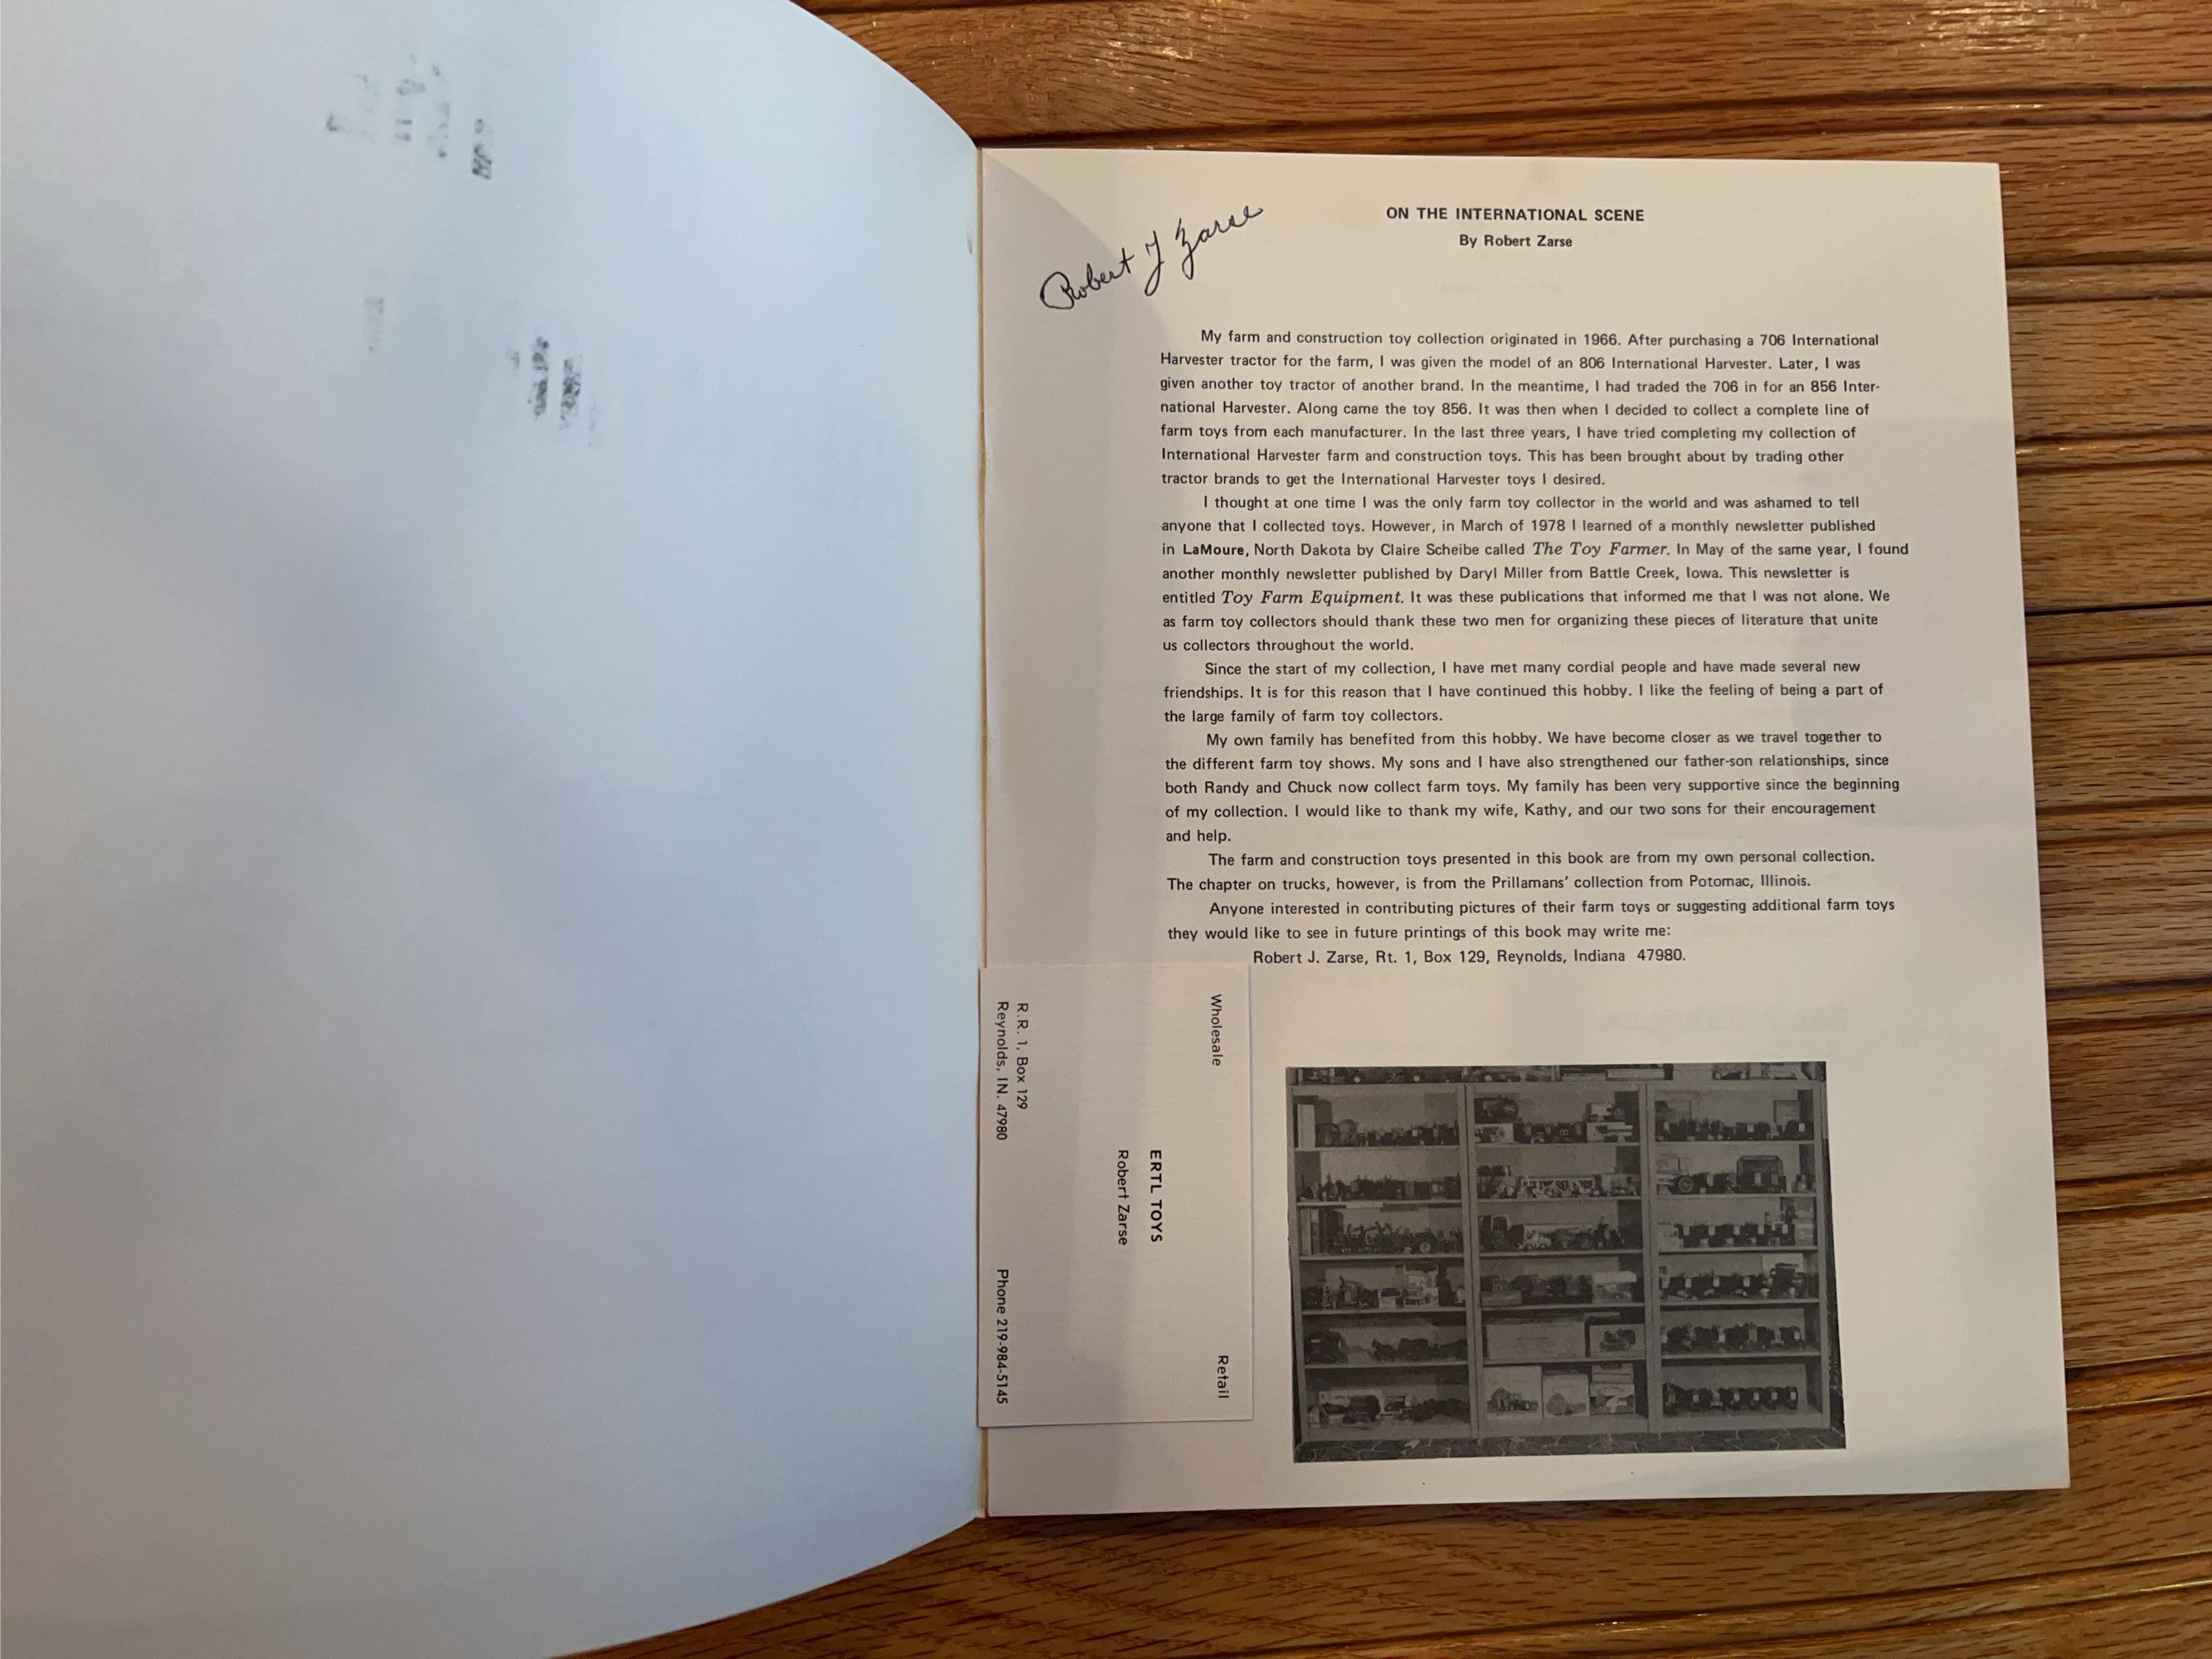 Robert J Zarse
ON THE INTERNATIONAL SCENE
By Robert Zarse
My farm and construction toy collection originated in 1966. After purchasing a 706 International
Harvester tractor for the farm, I was given the model of an 806 International Harvester. Later, I was
given another toy tractor of another brand. In the meantime, I had traded the 706 in for an 856 Inter-
national Harvester. Along came the toy 856. It was then when I decided to collect a complete line of
farm toys from each manufacturer. In the last three years, I have tried completing my collection of
International Harvester farm and construction toys. This has been brought about by trading other
tractor brands to get the International Harvester toys I desired.
I thought at one time I was the only farm toy collector in the world and was ashamed to tell
anyone that I collected toys. However, in March of 1978 I learned of a monthly newsletter published
in LaMoure, North Dakota by Claire Scheibe called The Toy Farmer. In May of the same year, I found
another monthly newsletter published by Daryl Miller from Battle Creek, Iowa. This newsletter is
entitled Toy Farm Equipment. It was these publications that informed me that I was not alone. We
as farm toy collectors should thank these two men for organizing these pieces of literature that unite
us collectors throughout the world.
Since the start of my collection, I have met many cordial people and have made several new
friendships. It is for this reason that I have continued this hobby. I like the feeling of being a part of
the large family of farm toy collectors.
My own family has benefited from this hobby. We have become closer as we travel together to
the different farm toy shows. My sons and I have also strengthened our father-son relationships, since
both Randy and Chuck now collect farm toys. My family has been very supportive since the beginning
of my collection. I would like to thank my wife, Kathy, and our two sons for their encouragement
and help.
The farm and construction toys presented in this book are from my own personal collection.
The chapter on trucks, however, is from the Prillamans' collection from Potomac, Illinois.
Anyone interested in contributing pictures of their farm toys or suggesting additional farm toys
they would like to see in future printings of this book may write me:
Robert J. Zarse, Rt. 1, Box 129, Reynolds, Indiana 47980.
Wholesale
Retail
ERTL TOYS
Robert Zarse
R.R. 1, Box 129
Reynolds, IN. 47980
Phone 219-984-5145